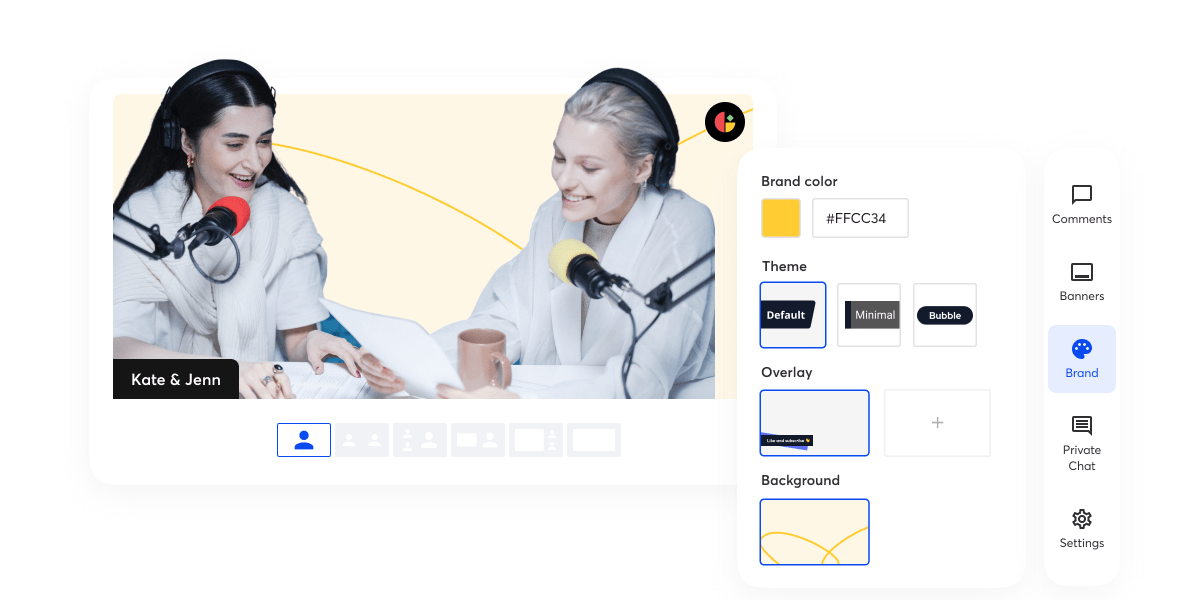 Kate & Jenn
Brand color
#FFCC34
Theme
Default
Minimal
Bubble
Overlay
Like and subscribe
Background
Comments
Banners
Brand
Private
Chat
Settings